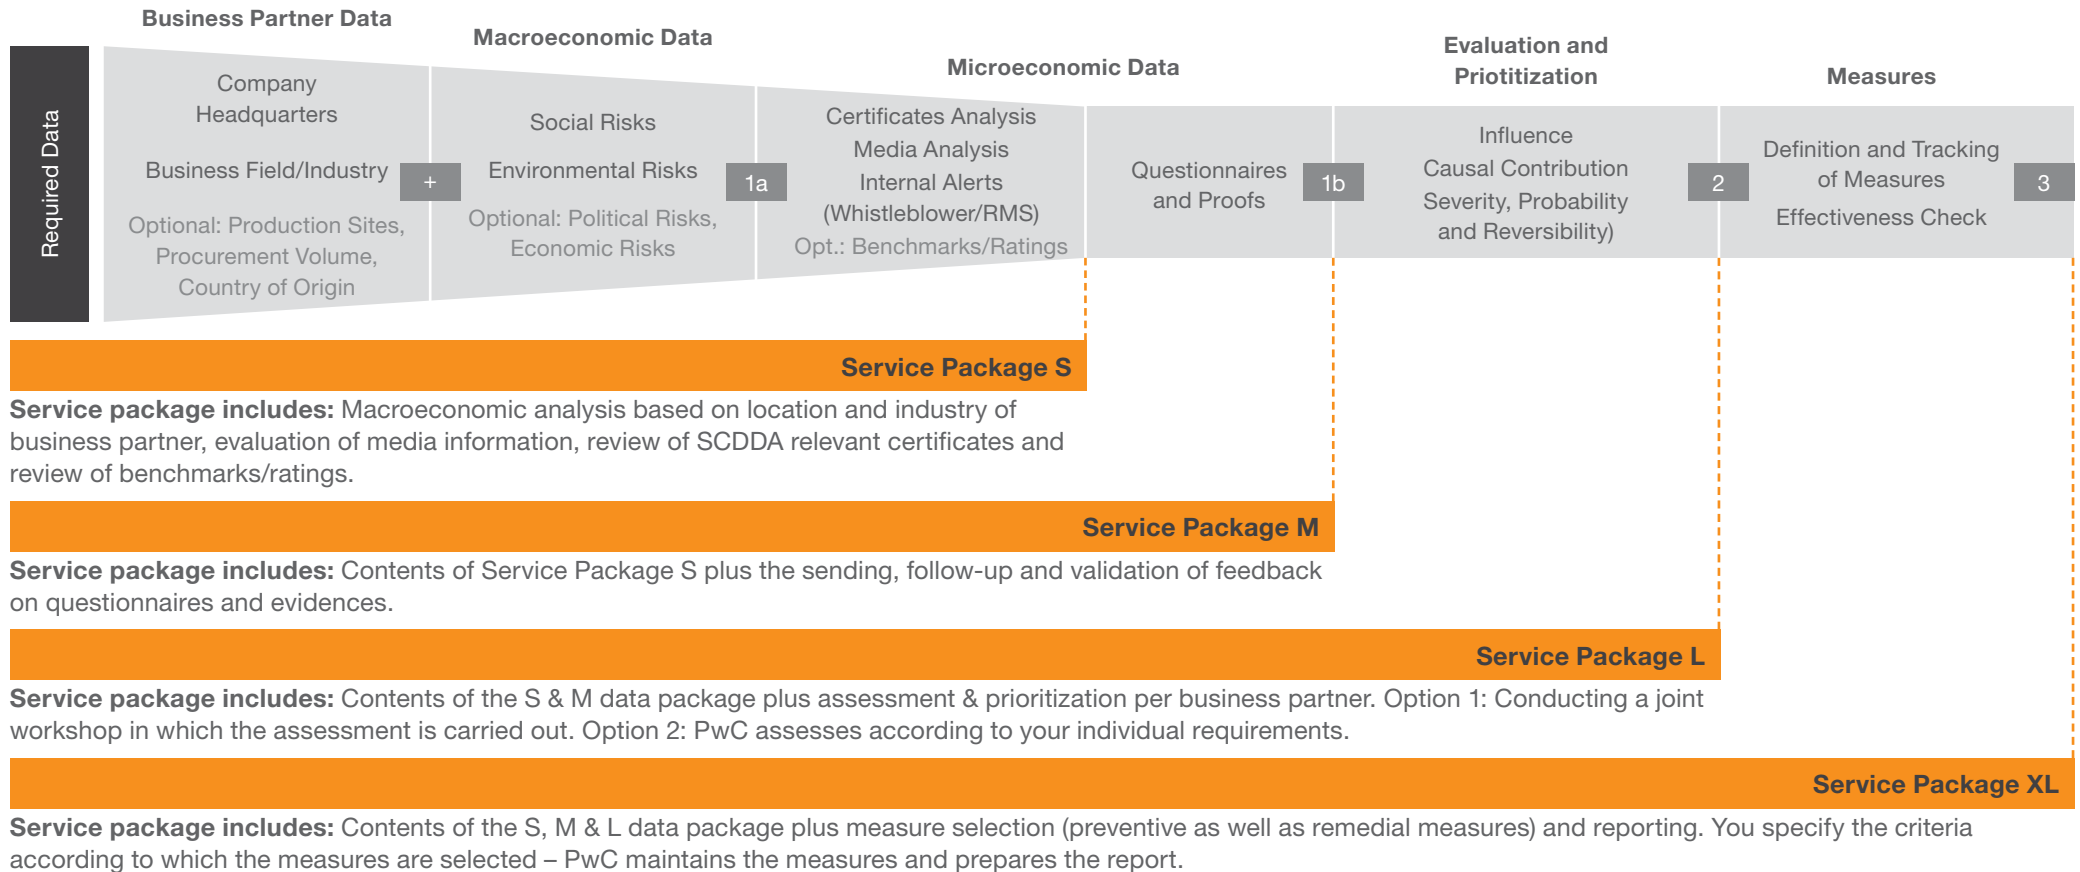 Business Partner Data
Macroeconomic Data
Microeconomic Data
Evaluation and
Priotitization
Measures
Required Data
Company
Headquarters
Business Field/Industry
Optional: Production Sites,
Procurement Volume,
Country of Origin
+
Social Risks
Environmental Risks
Optional: Political Risks,
Economic Risks
1a
Certificates Analysis
Media Analysis
Internal Alerts
(Whistleblower/RMS)
Opt.: Benchmarks/Ratings
Questionnaires
and Proofs
1b
Influence
Causal Contribution
Severity, Probability
and Reversibility)
2
Definition and Tracking
of Measures
Effectiveness Check
3
Service Package S
Service package includes: Macroeconomic analysis based on location and industry of
business partner, evaluation of media information, review of SCDDA relevant certificates and
review of benchmarks/ratings.
Service Package M
Service package includes: Contents of Service Package S plus the sending, follow-up and validation of feedback
on questionnaires and evidences.
Service Package L
Service package includes: Contents of the S & M data package plus assessment & prioritization per business partner. Option 1: Conducting a joint
workshop in which the assessment is carried out. Option 2: PwC assesses according to your individual requirements.
Service Package XL
Service package includes: Contents of the S, M & L data package plus measure selection (preventive as well as remedial measures) and reporting. You specify the criteria
according to which the measures are selected – PwC maintains the measures and prepares the report.